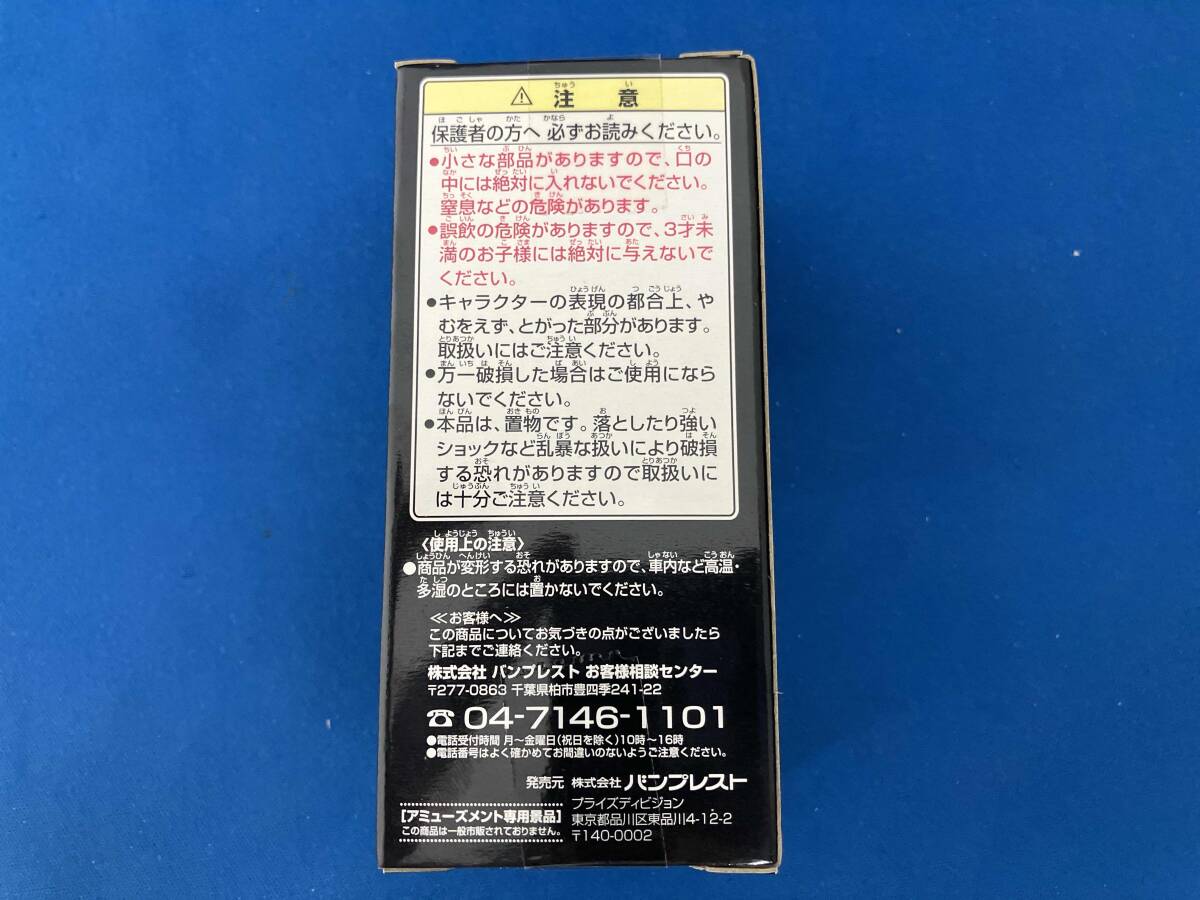 ⚠ 注意
保護者の方へ 必ずお読みください。
●小さな部品がありますので、口の
中には絶対に入れないでください。
窒息などの危険があります。
●誤飲の危険がありますので、3才未
満のお子様には絶対に与えないで
ください。
●キャラクターの表現の都合上、や
むをえず、とがった部分があります。
取扱いにはご注意ください。
●万一破損した場合はご使用になら
ないでください。
●本品は、置物です。落としたり強い
ショックなど乱暴な扱いにより破損
する恐れがありますので取扱いに
は十分ご注意ください。
〈使用上の注意〉
●商品が変形する恐れがありますので、車内など高温・
多湿のところには置かないでください。
≪お客様へ≫
この商品についてお気づきの点がございましたら
下記までご連絡ください。
株式会社 バンプレスト お客様相談センター
〒277-0863 千葉県柏市豊四季241-22
☎ 04-7146-1101
●電話受付時間 月〜金曜日(祝日を除く)10時〜16時
●電話番号はよく確かめてお間違いのないようご注意ください。
発売元 株式会社 バンプレスト
プライズディビジョン
東京都品川区東品川4-12-2
〒140-0002
[アミューズメント専用景品]
この商品は一般市販されておりません。